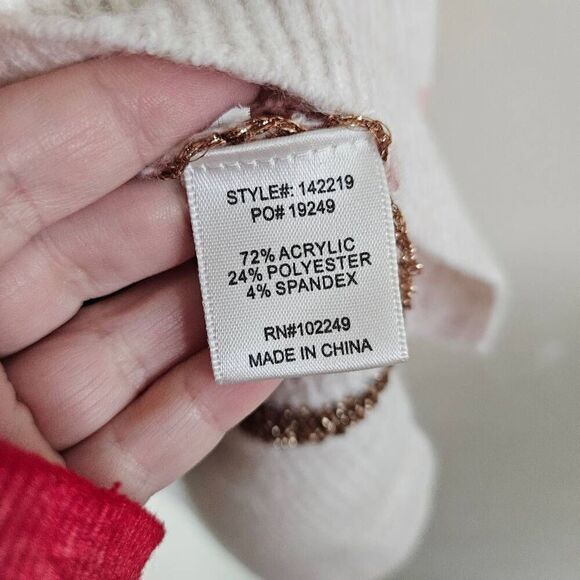 STYLE#: 142219
PO# 19249
72% ACRYLIC
24% POLYESTER
4% SPANDEX
RN#102249
MADE IN CHINA